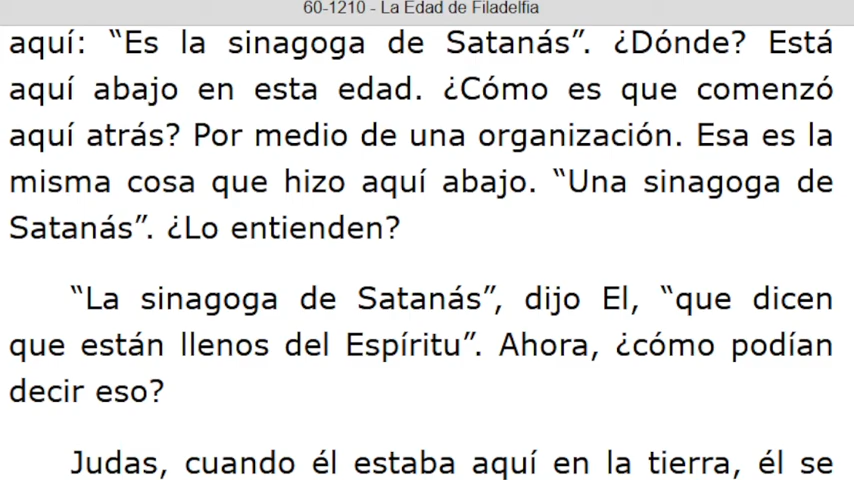 60-1210 - La Edad de Filadelfia
aquí: “Es la sinagoga de Satanás”. ¿Dónde? Está
aquí abajo en esta edad. ¿Cómo es que comenzó
aquí atrás? Por medio de una organización. Esa es la
misma cosa que hizo aquí abajo. “Una sinagoga de
Satanás”. ¿Lo entienden?
“La sinagoga de Satanás”, dijo El, “que dicen
que están llenos del Espíritu”. Ahora, ¿cómo podían
decir eso?
Judas, cuando él estaba aquí en la tierra, él se